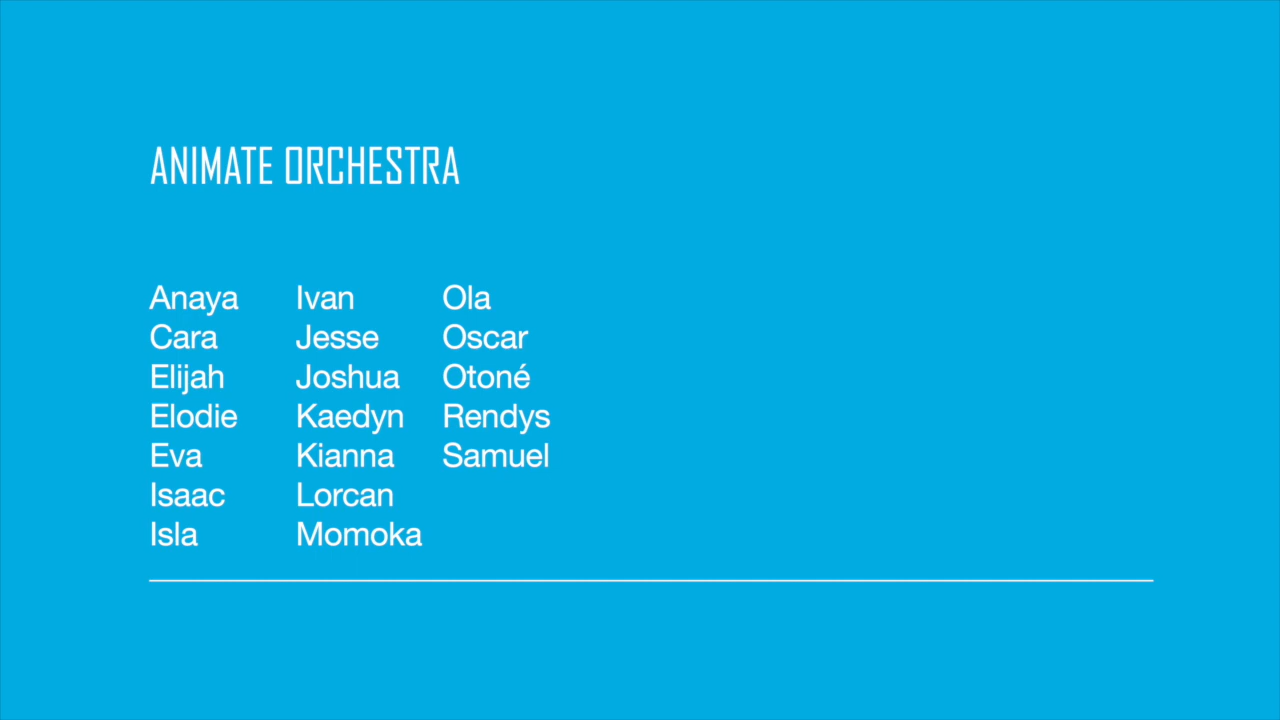 ANIMATE ORCHESTRA
Anaya
Cara
Elijah
Elodie
Eva
Isaac
Isla
Ivan
Jesse
Joshua
Kaedyn
Kianna
Lorcan
Momoka
Ola
Oscar
Otoné
Rendys
Samuel